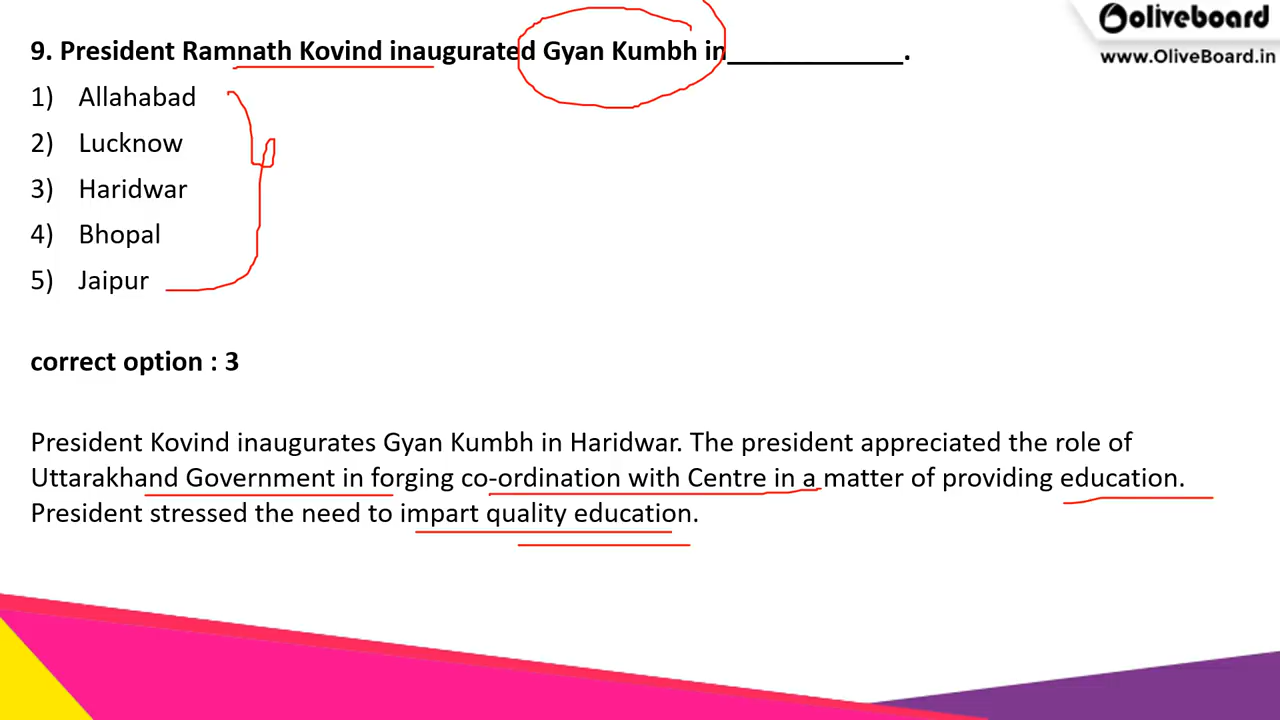 oliveboard
www.OliveBoard.in
9. President Ramnath Kovind inaugurated Gyan Kumbh in____________.
1) Allahabad
2) Lucknow
3) Haridwar
4) Bhopal
5) Jaipur
correct option : 3
President Kovind inaugurates Gyan Kumbh in Haridwar. The president appreciated the role of
Uttarakhand Government in forging co-ordination with Centre in a matter of providing education.
President stressed the need to impart quality education.